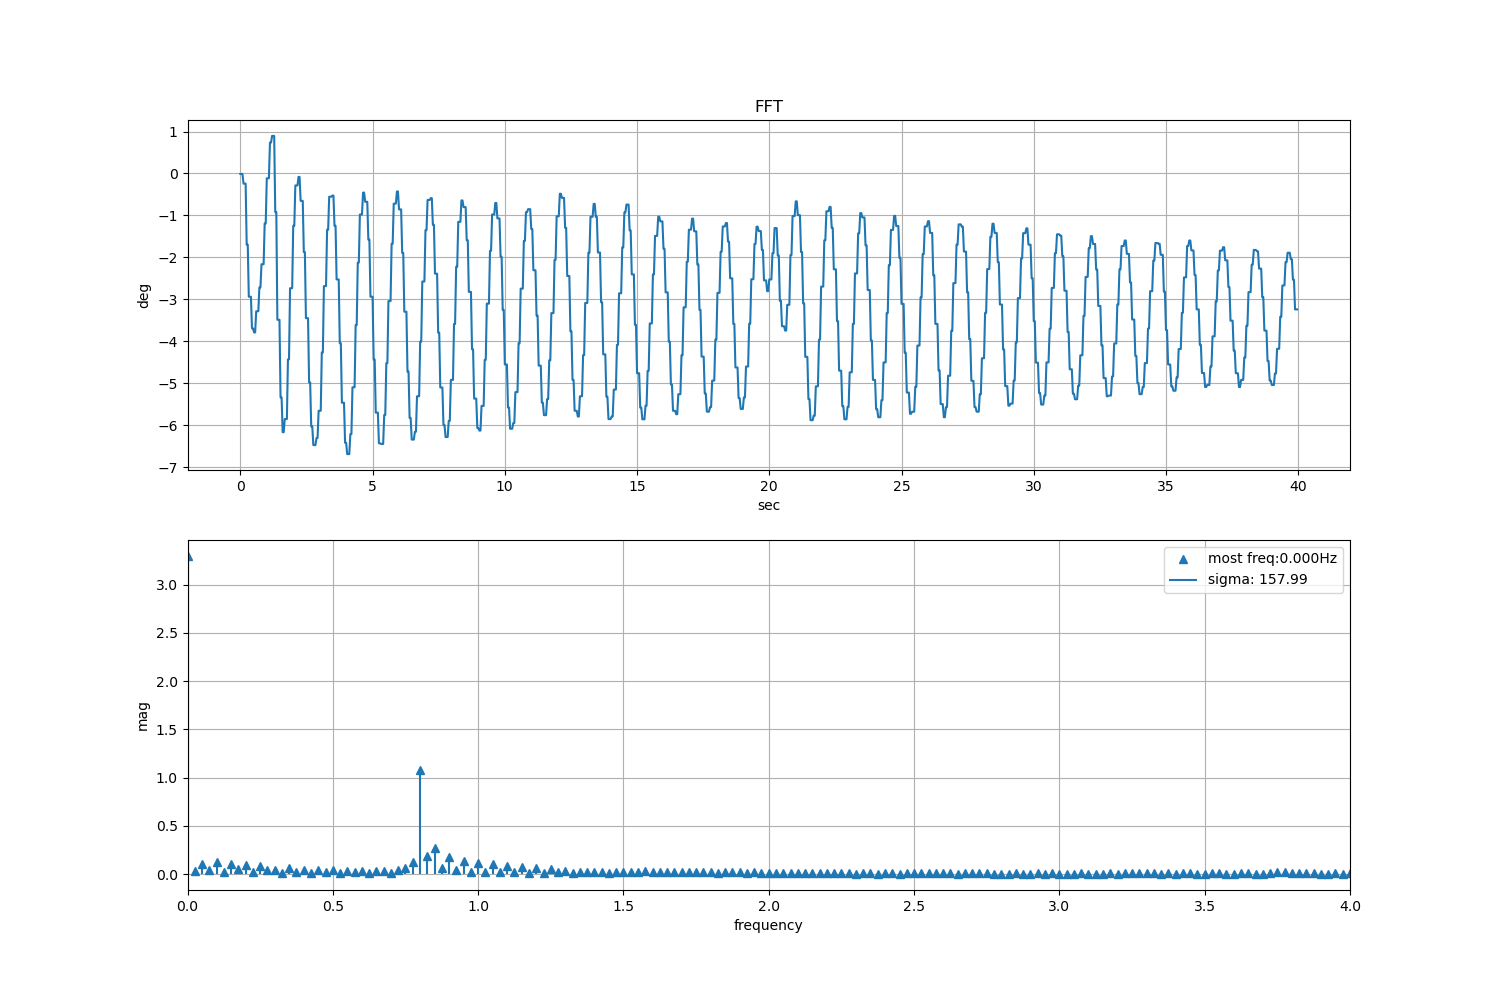 FFT
1
0
−1
−2
−3
−4
−5
−6
−7
deg
0 5 10 15 20 25 30 35 40
sec
most freq:0.000Hz
sigma: 157.99
3.0
2.5
2.0
1.5
1.0
0.5
0.0
mag
0.0 0.5 1.0 1.5 2.0 2.5 3.0 3.5 4.0
frequency